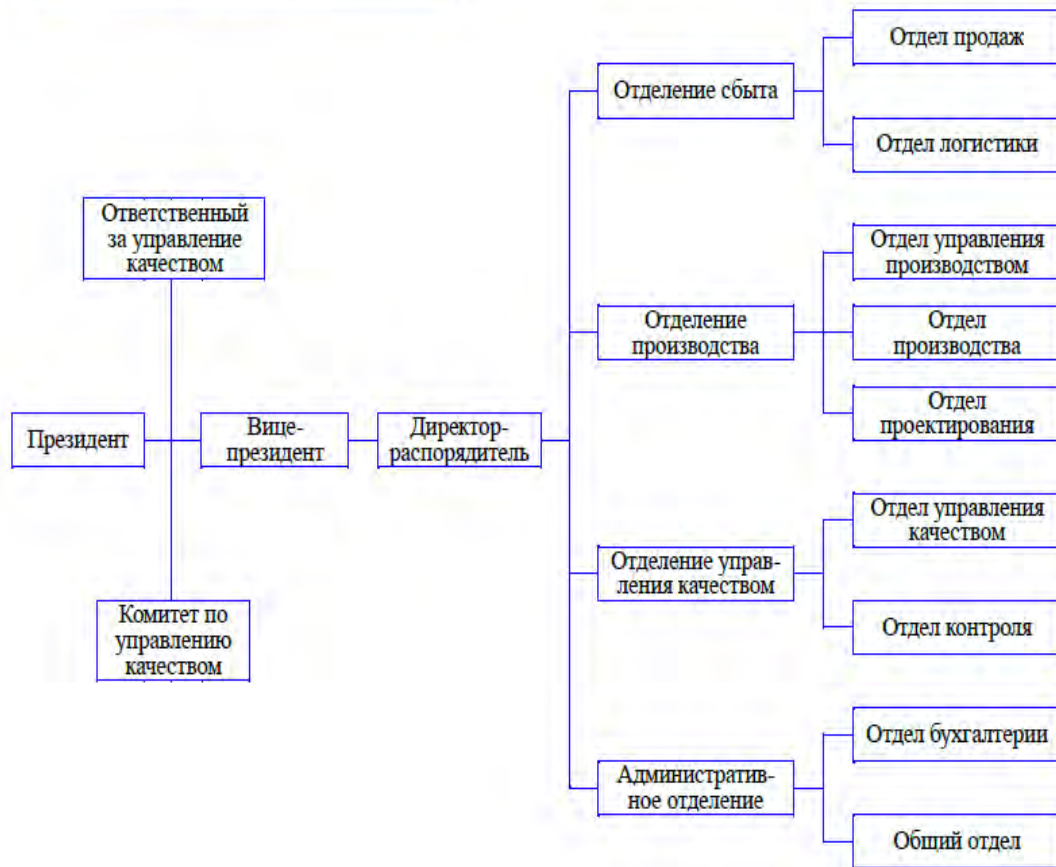 Отдел продаж
Отделение сбыта
Отдел логистики
Ответственный
за управление
качеством
Отдел управления
производством
Отделение
производства
Отдел
производства
Отдел
проектирования
Президент
Вице-
президент
Директор-
распорядитель
Отдел управления
качеством
Отделение управ-
ления качеством
Отдел контроля
Комитет по
управлению
качеством
Отдел бухгалтерии
Административ-
ное отделение
Общий отдел